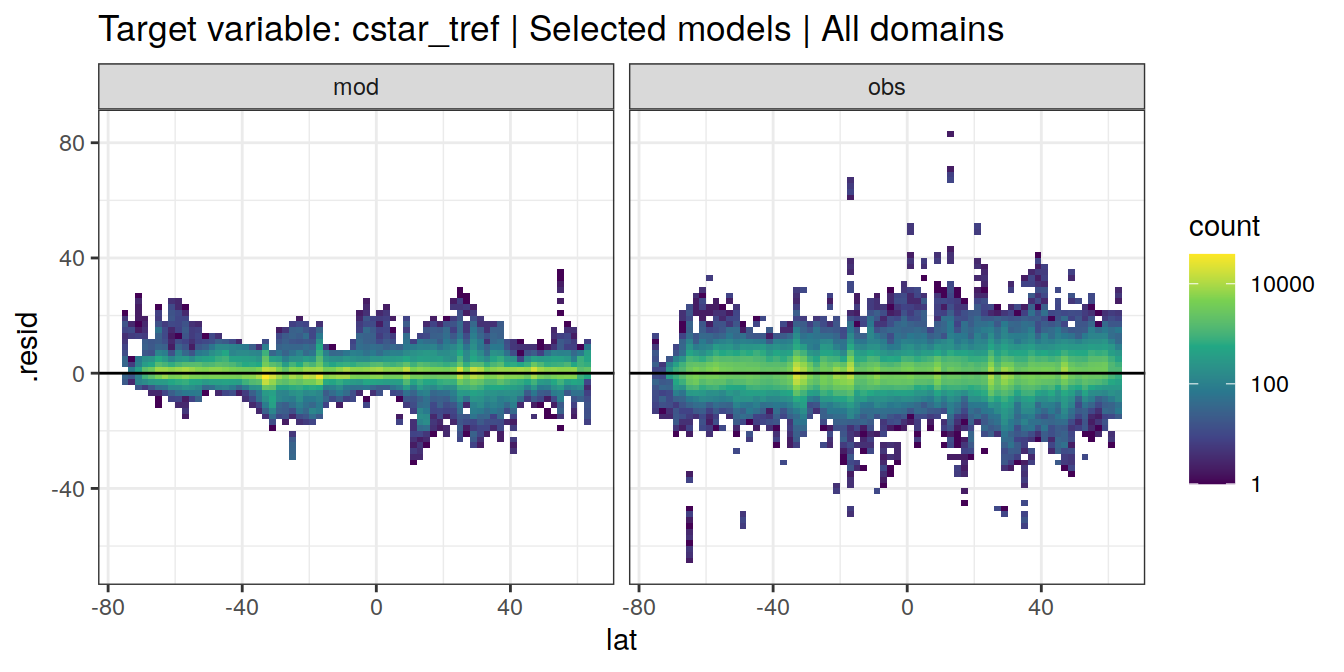 Target variable: cstar_tref | Selected models | All domains
mod
obs
.resid
80
40
0
-40
-80
-40
0
40
-80
-40
0
40
lat
count
10000
100
1